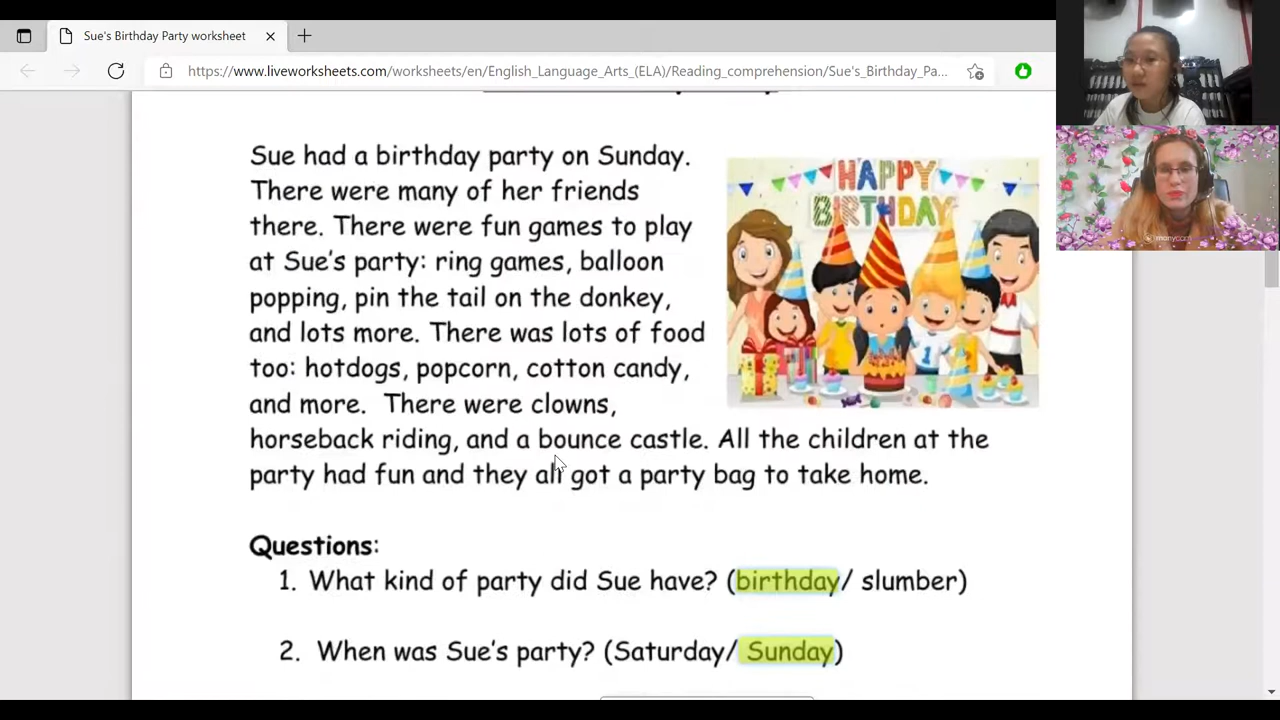 Sue's Birthday Party worksheet
https://www.liveworksheets.com/worksheets/en/English_Language_Arts_(ELA)/Reading_comprehension/Sue's_Birthday_Pa...
Sue had a birthday party on Sunday.
There were many of her friends
there. There were fun games to play
at Sue's party: ring games, balloon
popping, pin the tail on the donkey,
and lots more. There was lots of food
too: hotdogs, popcorn, cotton candy,
and more. There were clowns,
horseback riding, and a bounce castle. All the children at the
party had fun and they all got a party bag to take home.
HAPPY
BIRTHDAY
1
Questions:
1. What kind of party did Sue have? (birthday/ slumber)
2. When was Sue's party? (Saturday/ Sunday)
manycam